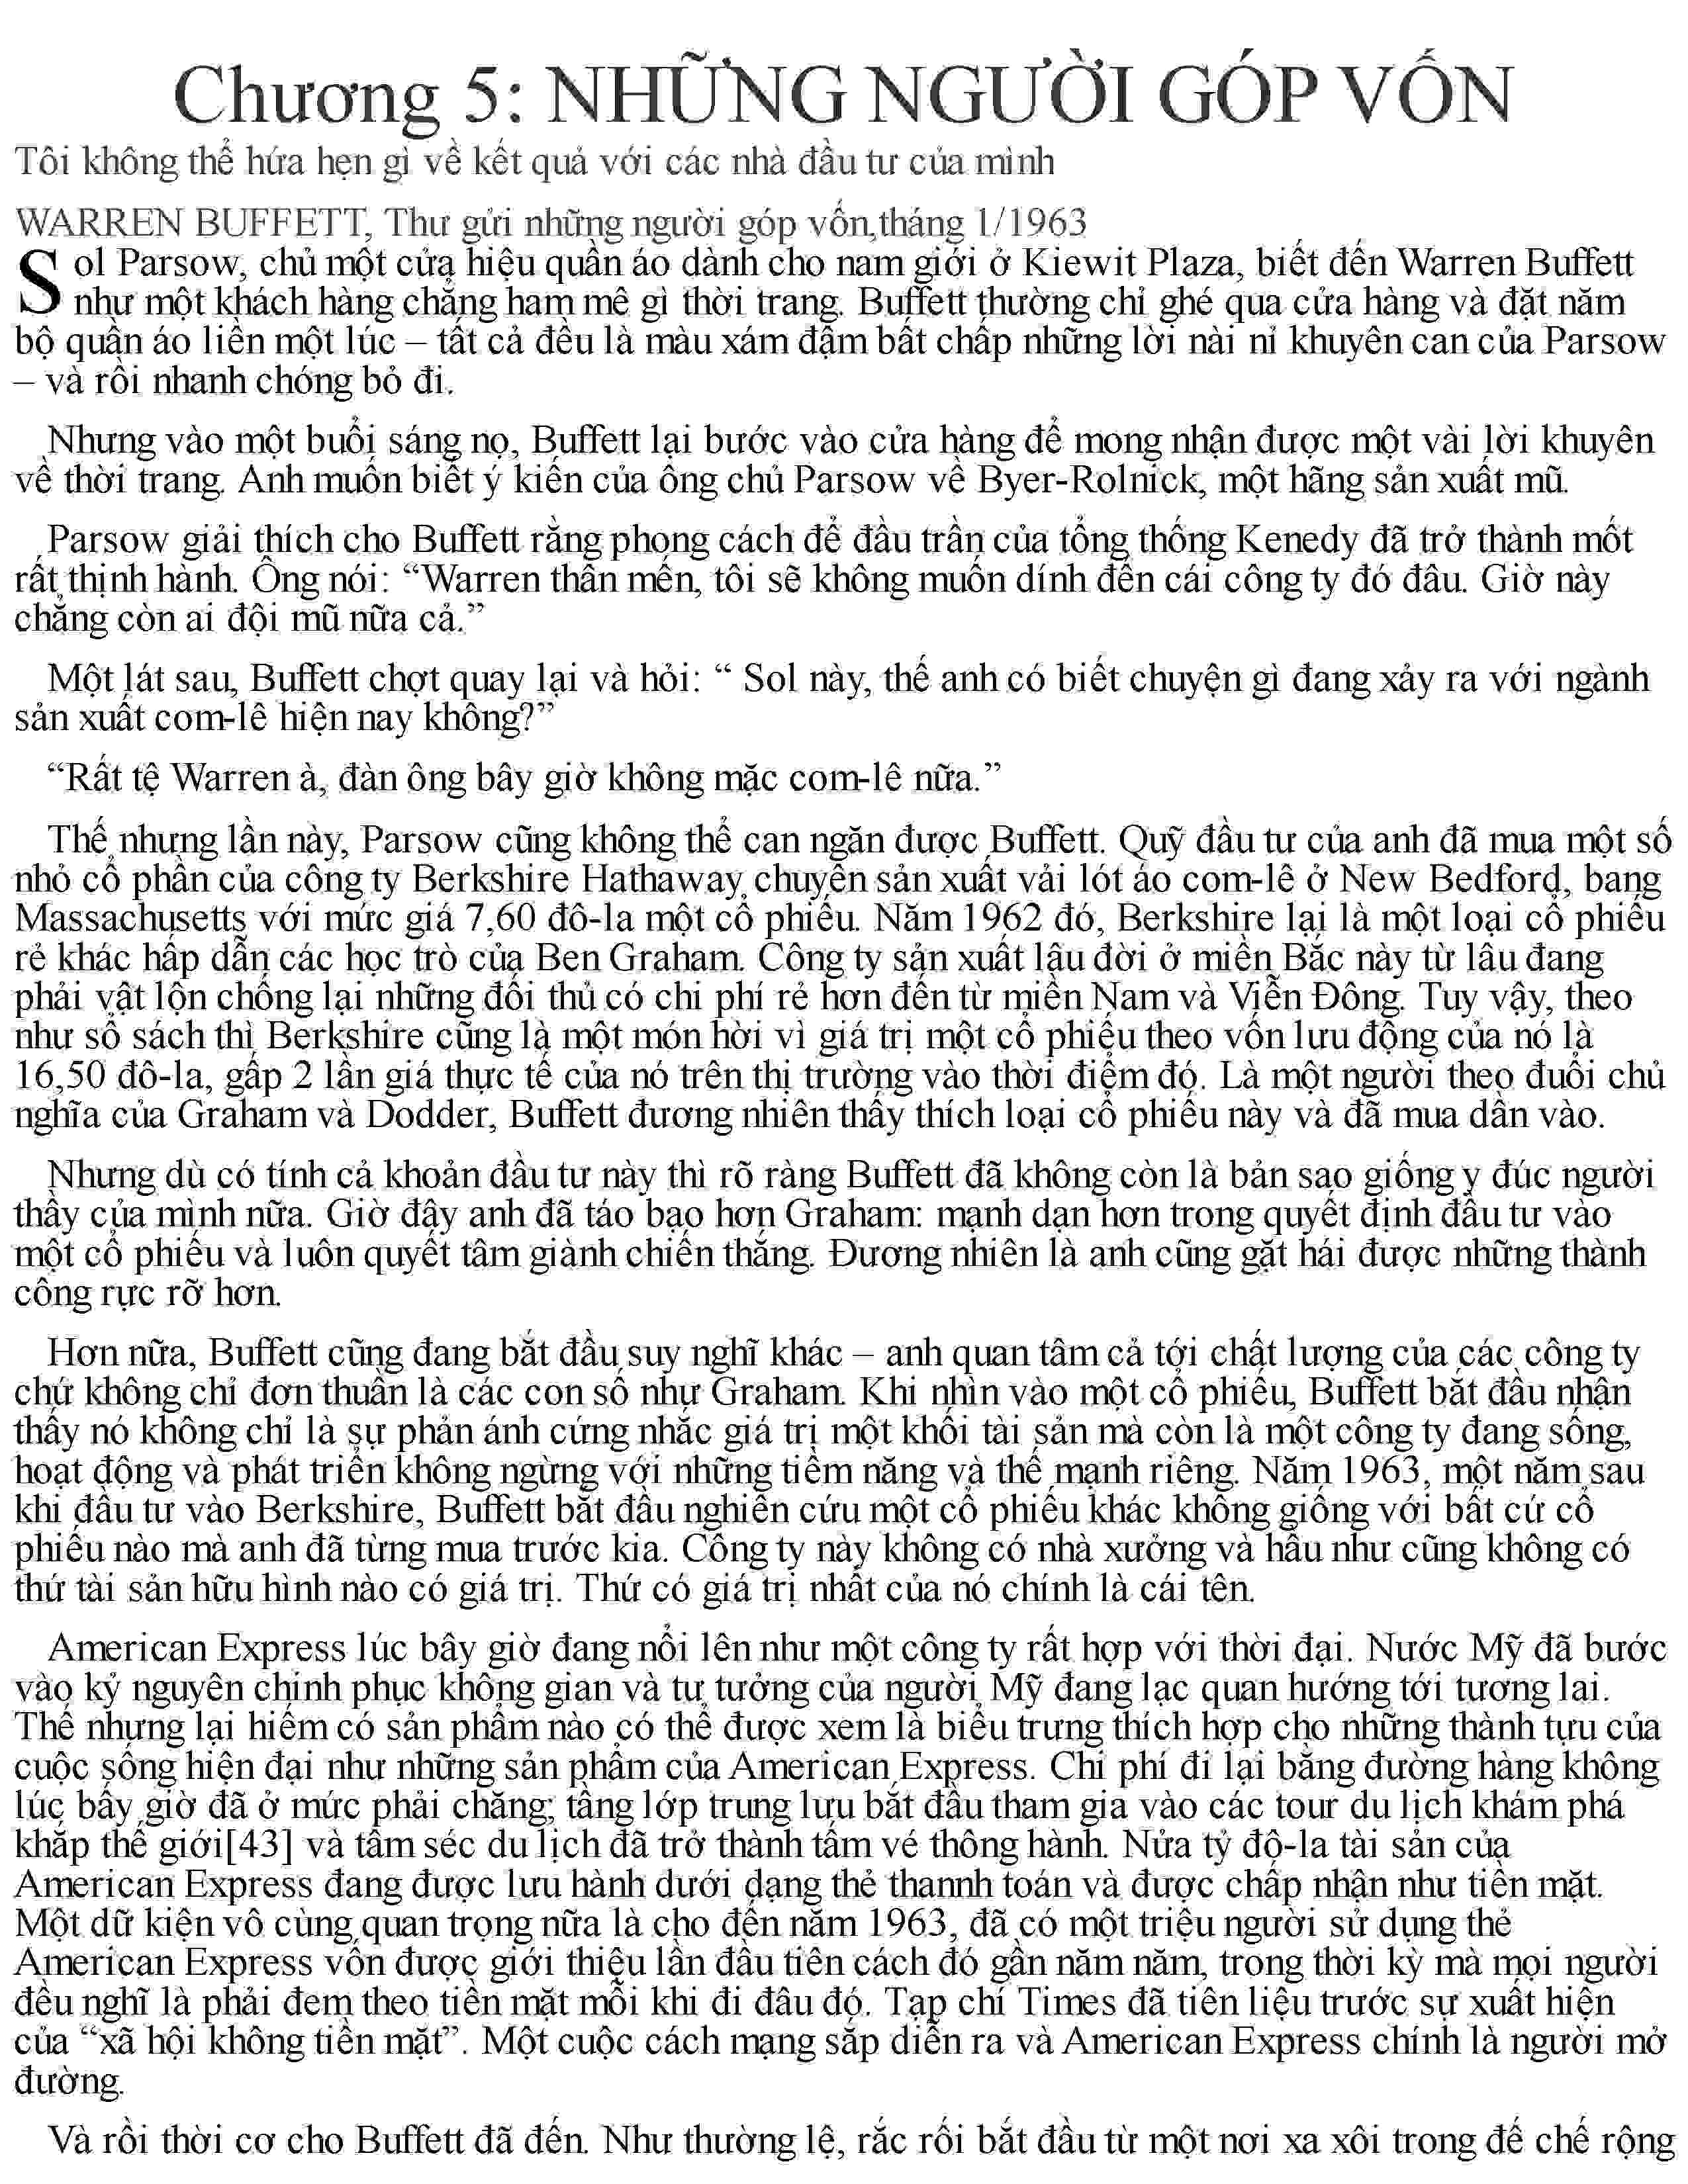 Chương 5: NHỮNG NGƯỜI GÓP VỐN
Tôi không thể hứa hẹn gì về kết quả với các nhà đầu tư của mình
WARREN BUFFETT, Thư gửi những người góp vốn,tháng 1/1963
Sol Parsow, chủ một cửa hiệu quần áo dành cho nam giới ở Kiewit Plaza, biết đến Warren Buffett
như một khách hàng chẳng ham mê gì thời trang. Buffett thường chỉ ghé qua cửa hàng và đặt năm
bộ quần áo liền một lúc – tất cả đều là màu xám đậm bất chấp những lời nài nỉ khuyên can của Parsow
– và rồi nhanh chóng bỏ đi.
Nhưng vào một buổi sáng nọ, Buffett lại bước vào cửa hàng để mong nhận được một vài lời khuyên
về thời trang. Anh muốn biết ý kiến của ông chủ Parsow về Byer-Rolnick, một hãng sản xuất mũ.
Parsow giải thích cho Buffett rằng phong cách để đầu trần của tổng thống Kenedy đã trở thành mốt
rất thịnh hành. Ông nói: “Warren thân mến, tôi sẽ không muốn dính đến cái công ty đó đâu. Giờ này
chẳng còn ai đội mũ nữa cả.”
Một lát sau, Buffett chợt quay lại và hỏi: “ Sol này, thế anh có biết chuyện gì đang xảy ra với ngành
sản xuất com-lê hiện nay không?”
“Rất tệ Warren à, đàn ông bây giờ không mặc com-lê nữa.”
Thế nhưng lần này, Parsow cũng không thể can ngăn được Buffett. Quỹ đầu tư của anh đã mua một số
nhỏ cổ phần của công ty Berkshire Hathaway chuyên sản xuất vải lót áo com-lê ở New Bedford, bang
Massachusetts với mức giá 7,60 đô-la một cổ phiếu. Năm 1962 đó, Berkshire lại là một loại cổ phiếu
rẻ khác hấp dẫn các học trò của Ben Graham. Công ty sản xuất lâu đời ở miền Bắc này từ lâu đang
phải vật lộn chống lại những đối thủ có chi phí rẻ hơn đến từ miền Nam và Viễn Đông. Tuy vậy, theo
như sổ sách thì Berkshire cũng là một món hời vì giá trị một cổ phiếu theo vốn lưu động của nó là
16,50 đô-la, gấp 2 lần giá thực tế của nó trên thị trường vào thời điểm đó. Là một người theo đuổi chủ
nghĩa của Graham và Dodder, Buffett đương nhiên thấy thích loại cổ phiếu này và đã mua dần vào.
Nhưng dù có tính cả khoản đầu tư này thì rõ ràng Buffett đã không còn là bản sao giống y đúc người
thầy của mình nữa. Giờ đây anh đã táo bạo hơn Graham: mạnh dạn hơn trong quyết định đầu tư vào
một cổ phiếu và luôn quyết tâm giành chiến thắng. Đương nhiên là anh cũng gặt hái được những thành
công rực rỡ hơn.
Hơn nữa, Buffett cũng đang bắt đầu suy nghĩ khác – anh quan tâm cả tới chất lượng của các công ty
chứ không chỉ đơn thuần là các con số như Graham. Khi nhìn vào một cổ phiếu, Buffett bắt đầu nhận
thấy nó không chỉ là sự phản ánh cứng nhắc giá trị một khối tài sản mà còn là một công ty đang sống,
hoạt động và phát triển không ngừng với những tiềm năng và thế mạnh riêng. Năm 1963, một năm sau
khi đầu tư vào Berkshire, Buffett bắt đầu nghiên cứu một cổ phiếu khác không giống với bất cứ cổ
phiếu nào mà anh đã từng mua trước kia. Công ty này không có nhà xưởng và hầu như cũng không có
thứ tài sản hữu hình nào có giá trị. Thứ có giá trị nhất của nó chính là cái tên.
American Express lúc bây giờ đang nổi lên như một công ty rất hợp với thời đại. Nước Mỹ đã bước
vào kỷ nguyên chinh phục không gian và tư tưởng của người Mỹ đang lạc quan hướng tới tương lai.
Thế nhưng lại hiếm có sản phẩm nào có thể được xem là biểu trưng thích hợp cho những thành tựu của
cuộc sống hiện đại như những sản phẩm của American Express. Chi phí đi lại bằng đường hàng không
lúc bấy giờ đã ở mức phải chăng; tầng lớp trung lưu bắt đầu tham gia vào các tour du lịch khám phá
khắp thế giới[43] và tấm séc du lịch đã trở thành tấm vé thông hành. Nửa tỷ đô-la tài sản của
American Express đang được lưu hành dưới dạng thẻ thannh toán và được chấp nhận như tiền mặt.
Một dữ kiện vô cùng quan trọng nữa là cho đến năm 1963, đã có một triệu người sử dụng thẻ
American Express vốn được giới thiệu lần đầu tiên cách đó gần năm năm, trong thời kỳ mà mọi người
đều nghĩ là phải đem theo tiền mặt mỗi khi đi đâu đó. Tạp chí Times đã tiên liệu trước sự xuất hiện
của “xã hội không tiền mặt”. Một cuộc cách mạng sắp diễn ra và American Express chính là người mở
đường.
Và rồi thời cơ cho Buffett đã đến. Như thường lệ, rắc rối bắt đầu từ một nơi xa xôi trong đế chế rộng